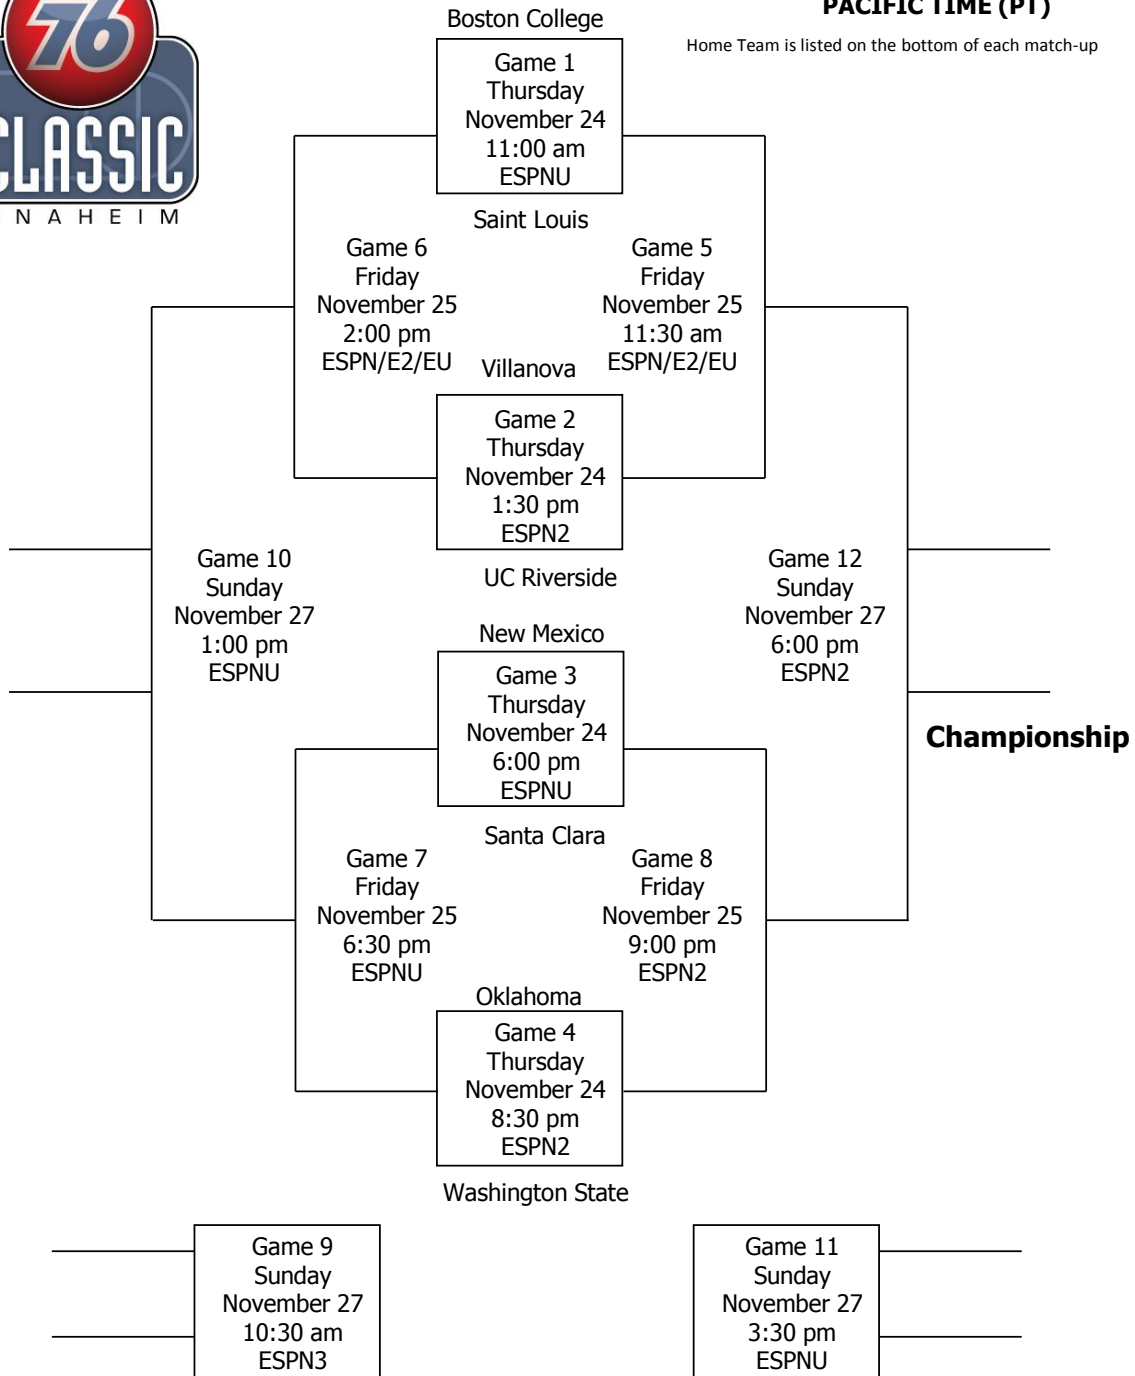 PACIFIC TIME (PT)
Home Team is listed on the bottom of each match-up
76
CLASSIC
NAHEIM
Boston College
Game 1
Thursday
November 24
11:00 am
ESPNU
Saint Louis
Game 6
Friday
November 25
2:00 pm
ESPN/E2/EU
Game 5
Friday
November 25
11:30 am
ESPN/E2/EU
Villanova
Game 2
Thursday
November 24
1:30 pm
ESPN2
UC Riverside
Game 10
Sunday
November 27
1:00 pm
ESPNU
Game 12
Sunday
November 27
6:00 pm
ESPN2
Championship
New Mexico
Game 3
Thursday
November 24
6:00 pm
ESPNU
Santa Clara
Game 7
Friday
November 25
6:30 pm
ESPNU
Game 8
Friday
November 25
9:00 pm
ESPN2
Oklahoma
Game 4
Thursday
November 24
8:30 pm
ESPN2
Washington State
Game 9
Sunday
November 27
10:30 am
ESPN3
Game 11
Sunday
November 27
3:30 pm
ESPNU